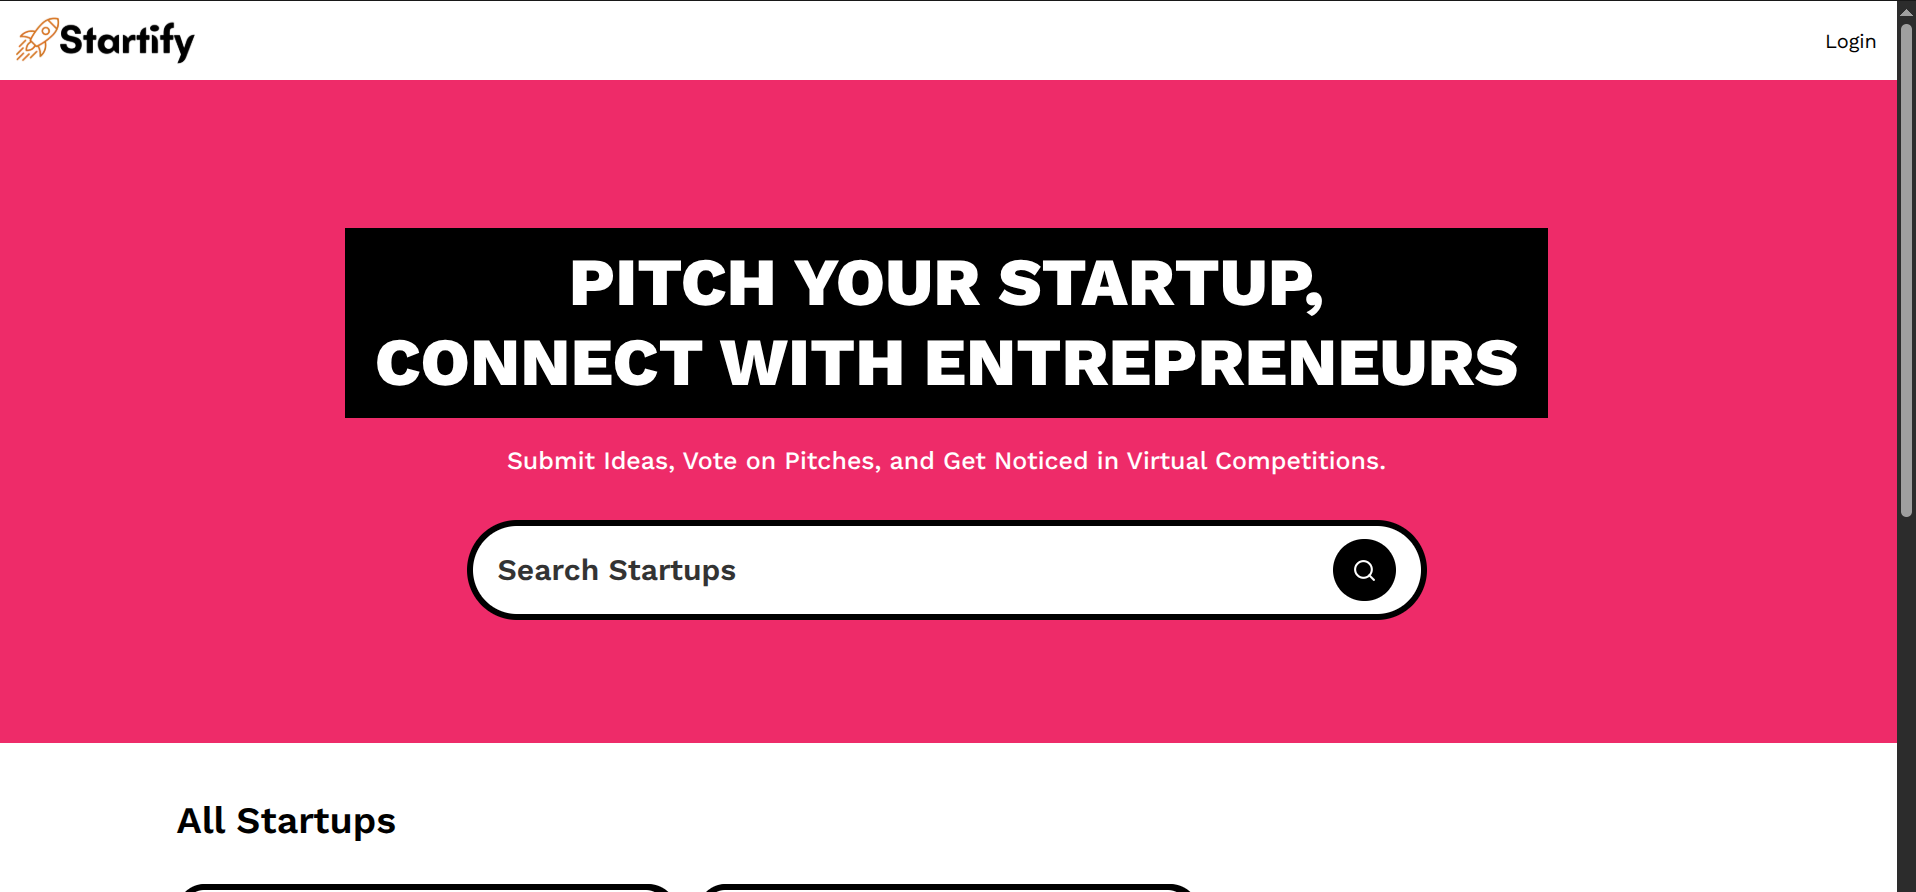 Startify
Login
PITCH YOUR STARTUP,
CONNECT WITH ENTREPRENEURS
Submit Ideas, Vote on Pitches, and Get Noticed in Virtual Competitions.
Search Startups
All Startups